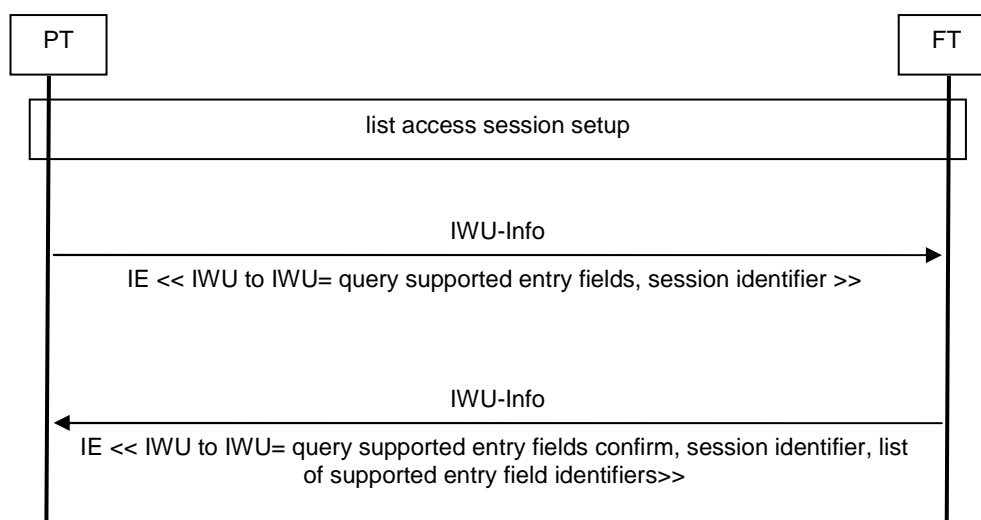 PT
FT
list access session setup
IWU-Info
IE << IWU to IWU= query supported entry fields, session identifier >>
IWU-Info
IE << IWU to IWU= query supported entry fields confirm, session identifier, list
of supported entry field identifiers>>